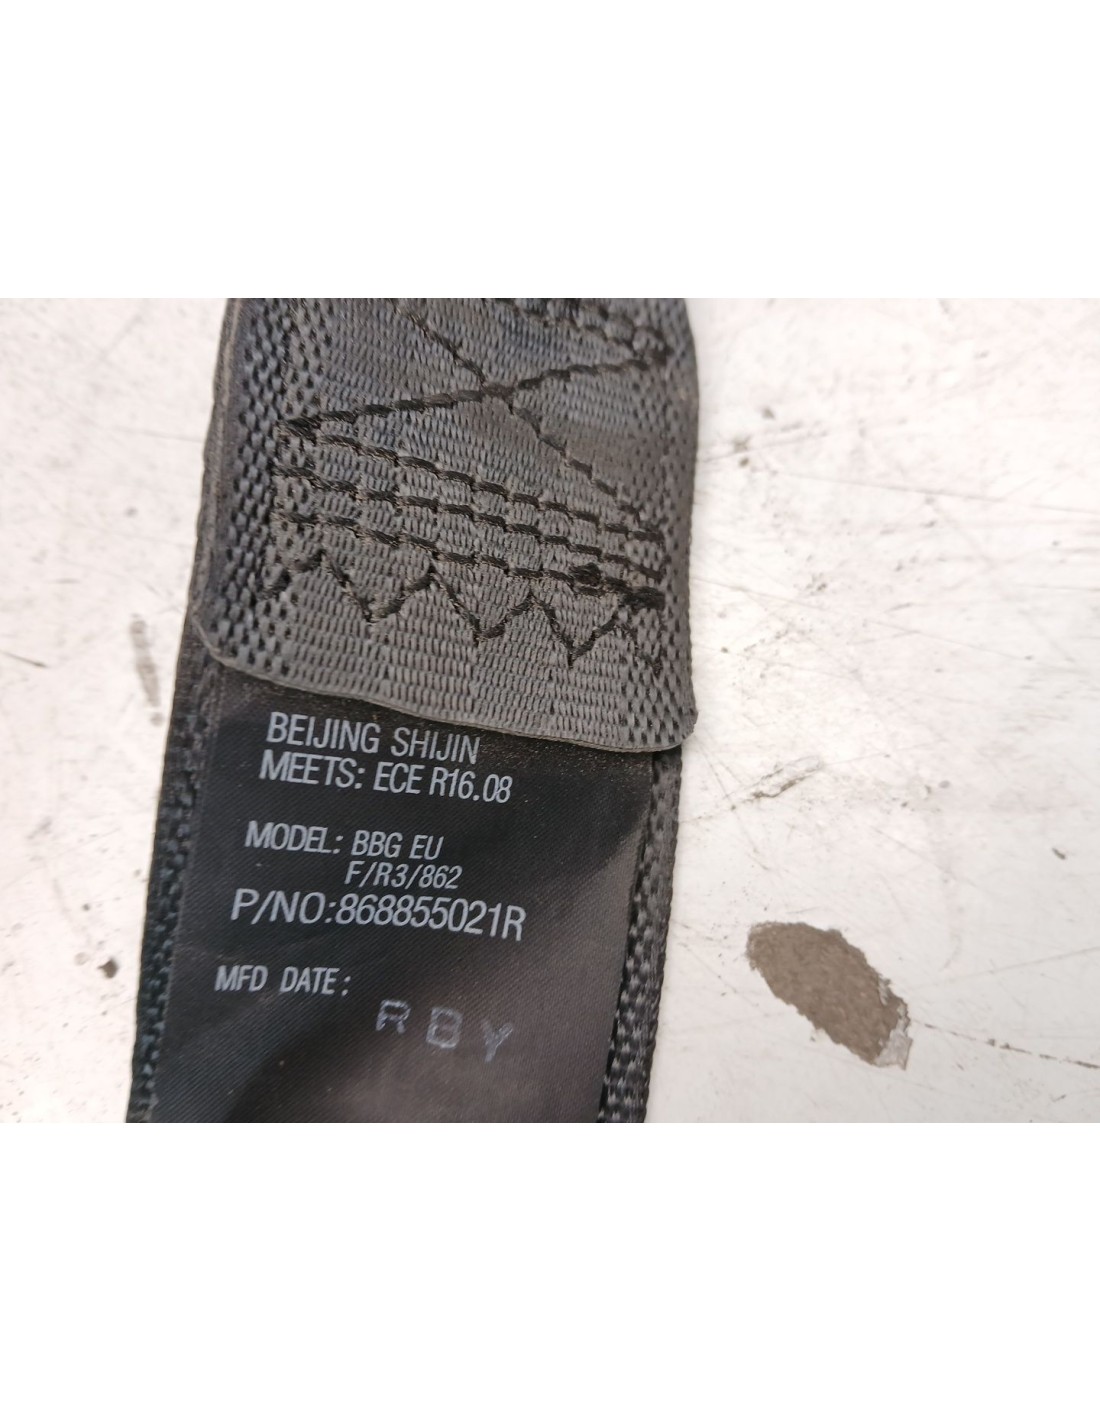 BEIJING SHIJIN
MEETS: ECE R16.08
MODEL: BBG EU
F/R3/862
P/NO:868855021R
MFD DATE:
RBY